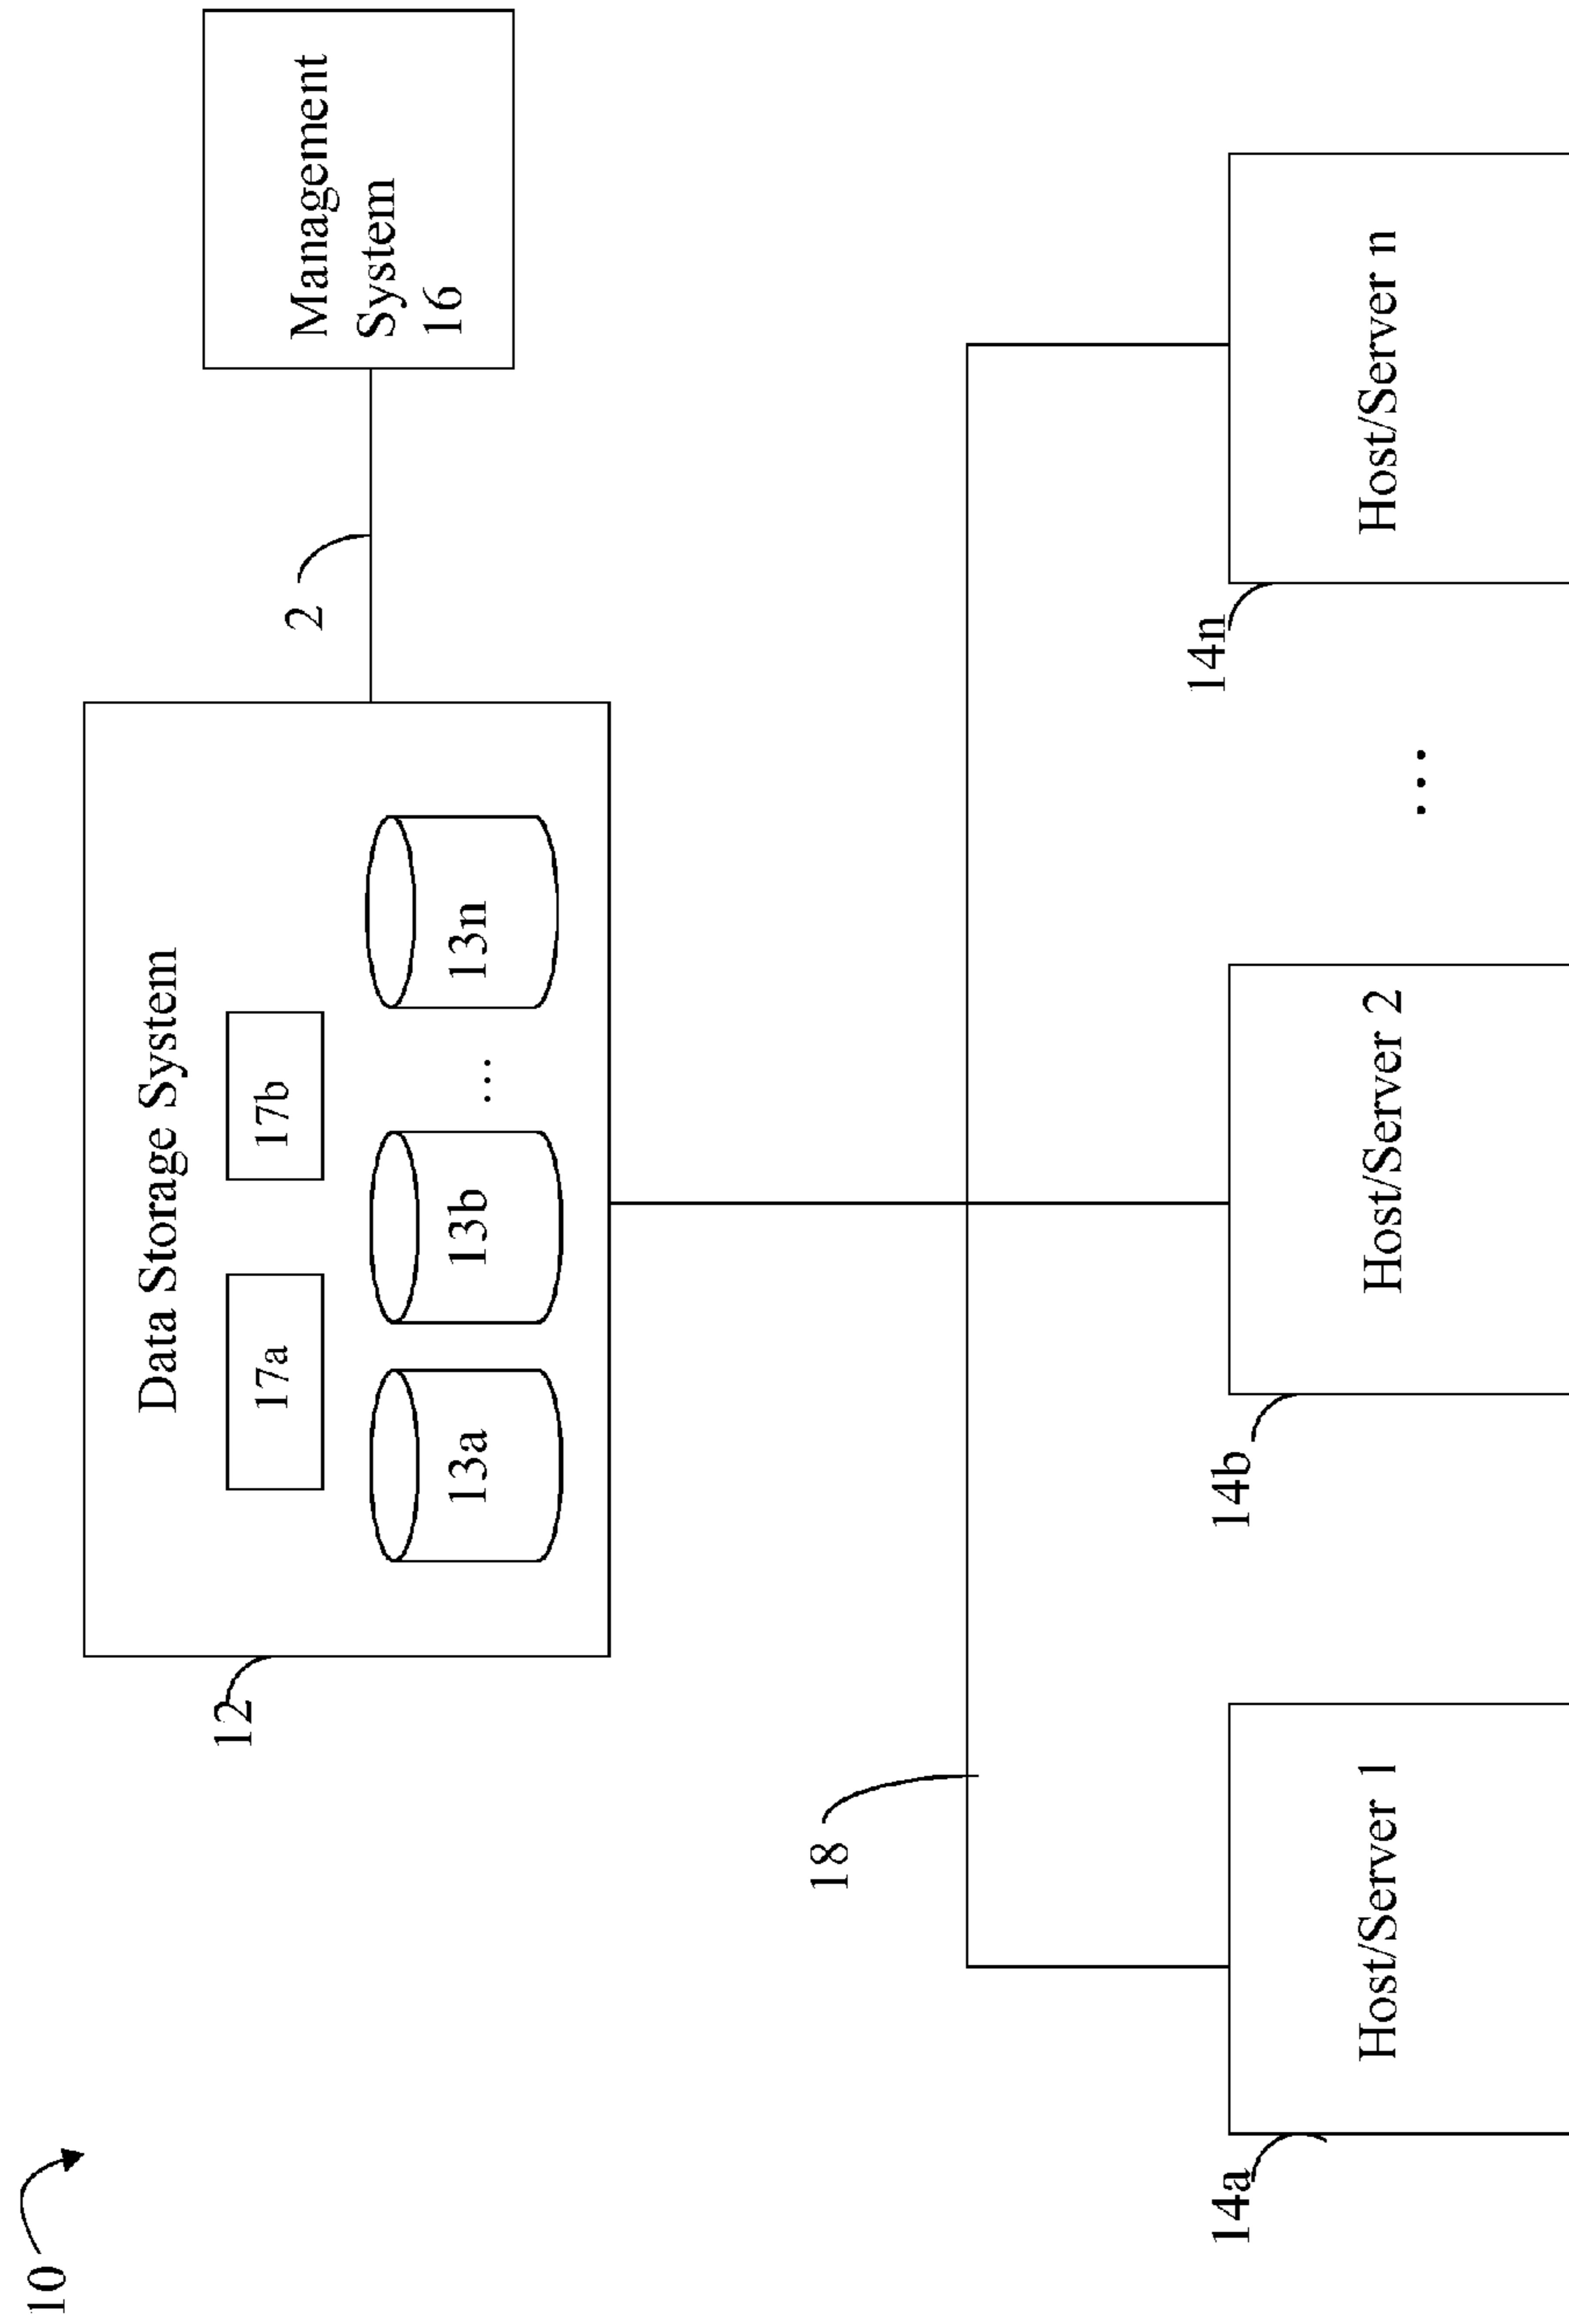 10
12
Data Storage System
17a
17b
13a
13b
...
13n
2
Management
System
16
18
14a
Host/Server 1
14b
Host/Server 2
...
14n
Host/Server n